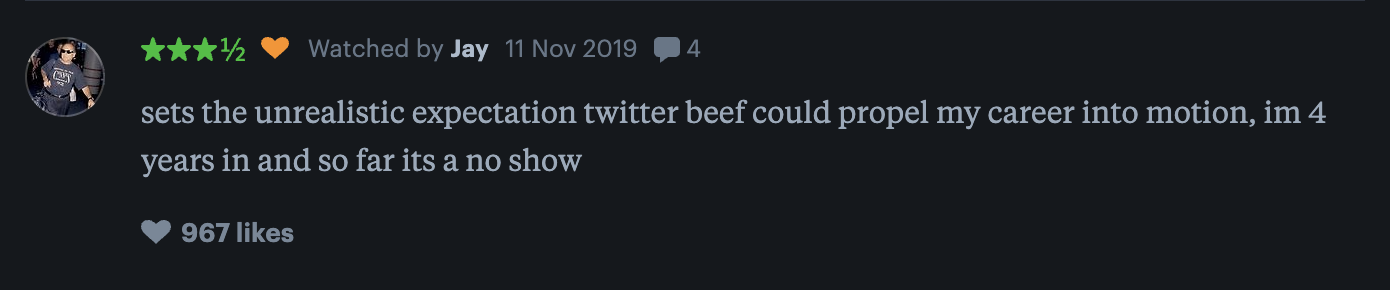 ★★★½ Watched by Jay 11 Nov 2019 4
sets the unrealistic expectation twitter beef could propel my career into motion, im 4
years in and so far its a no show
967 likes